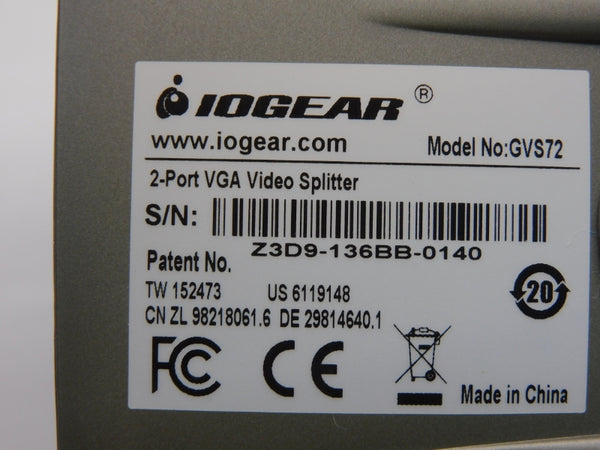 IOGEAR ®
www.iogear.com Model No:GVS72
2-Port VGA Video Splitter
S/N:
Z3D9-136BB-0140
Patent No.
TW 152473 US 6119148
CN ZL 98218061.6 DE 29814640.1
20
FC CE
Made in China